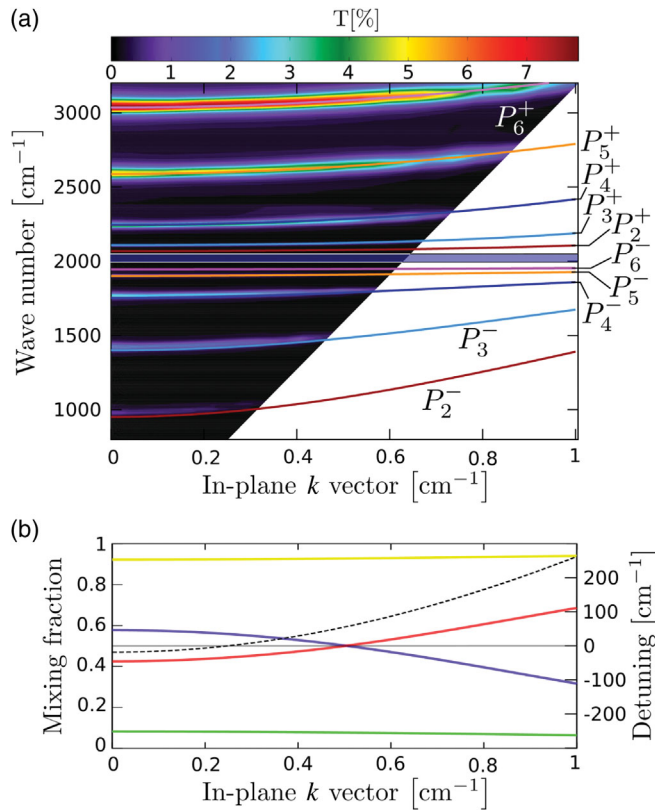 (a)
T[%]
0 1 2 3 4 5 6 7
Wave number [cm⁻¹]
3000
2500
2000
1500
1000
P₆⁺
P₅⁺
P₄⁺
P₃⁺
P₂⁺
P₆⁻
P₅⁻
P₄⁻
P₃⁻
P₂⁻
0 0.2 0.4 0.6 0.8 1
In-plane k vector [cm⁻¹]
(b)
Mixing fraction
1
0.8
0.6
0.4
0.2
0
Detuning [cm⁻¹]
200
100
0
-100
-200
0 0.2 0.4 0.6 0.8 1
In-plane k vector [cm⁻¹]